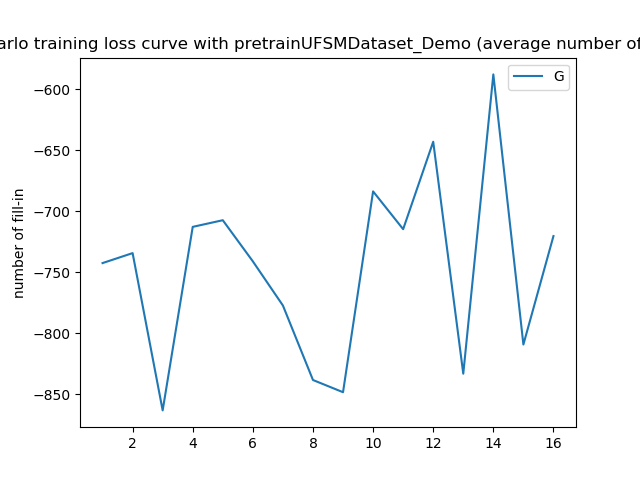 arlo training loss curve with pretrainUFSMDataset_Demo (average number of
G
−600
−650
−700
−750
−800
−850
number of fill-in
2 4 6 8 10 12 14 16